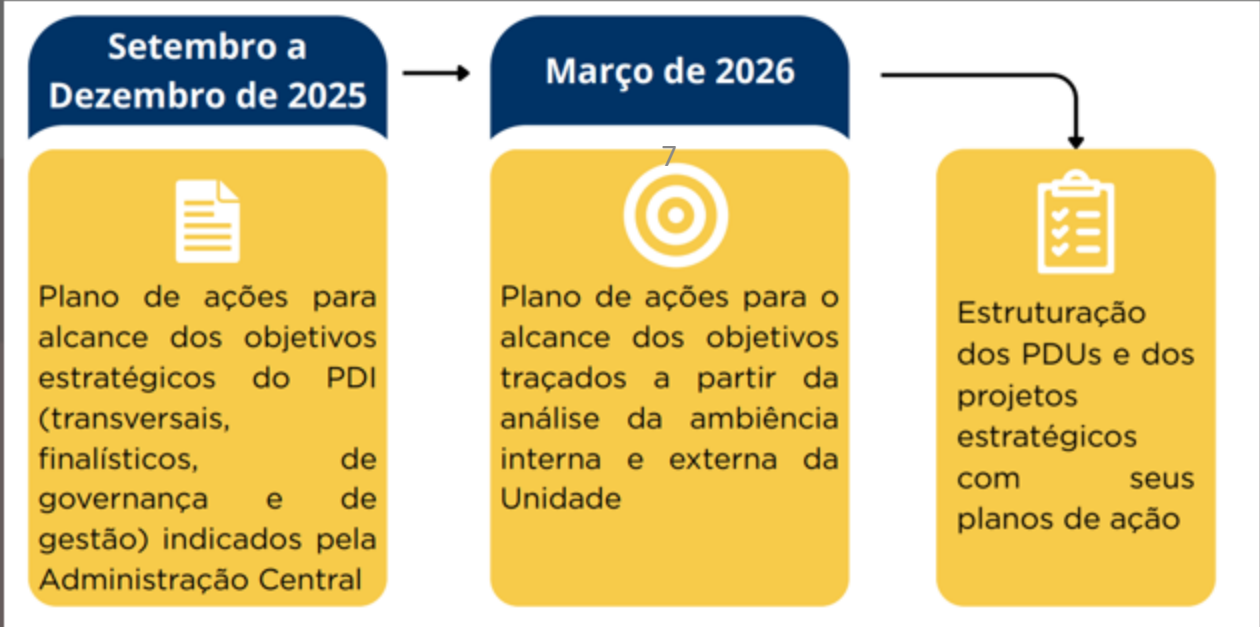 Setembro a
Dezembro de 2025
Março de 2026
7
Plano de ações para
alcance dos objetivos
estratégicos do PDI
(transversais,
finalísticos, de
governança e de
gestão) indicados pela
Administração Central
Plano de ações para o
alcance dos objetivos
traçados a partir da
análise da ambiência
interna e externa da
Unidade
Estruturação
dos PDUs e dos
projetos
estratégicos
com seus
planos de ação